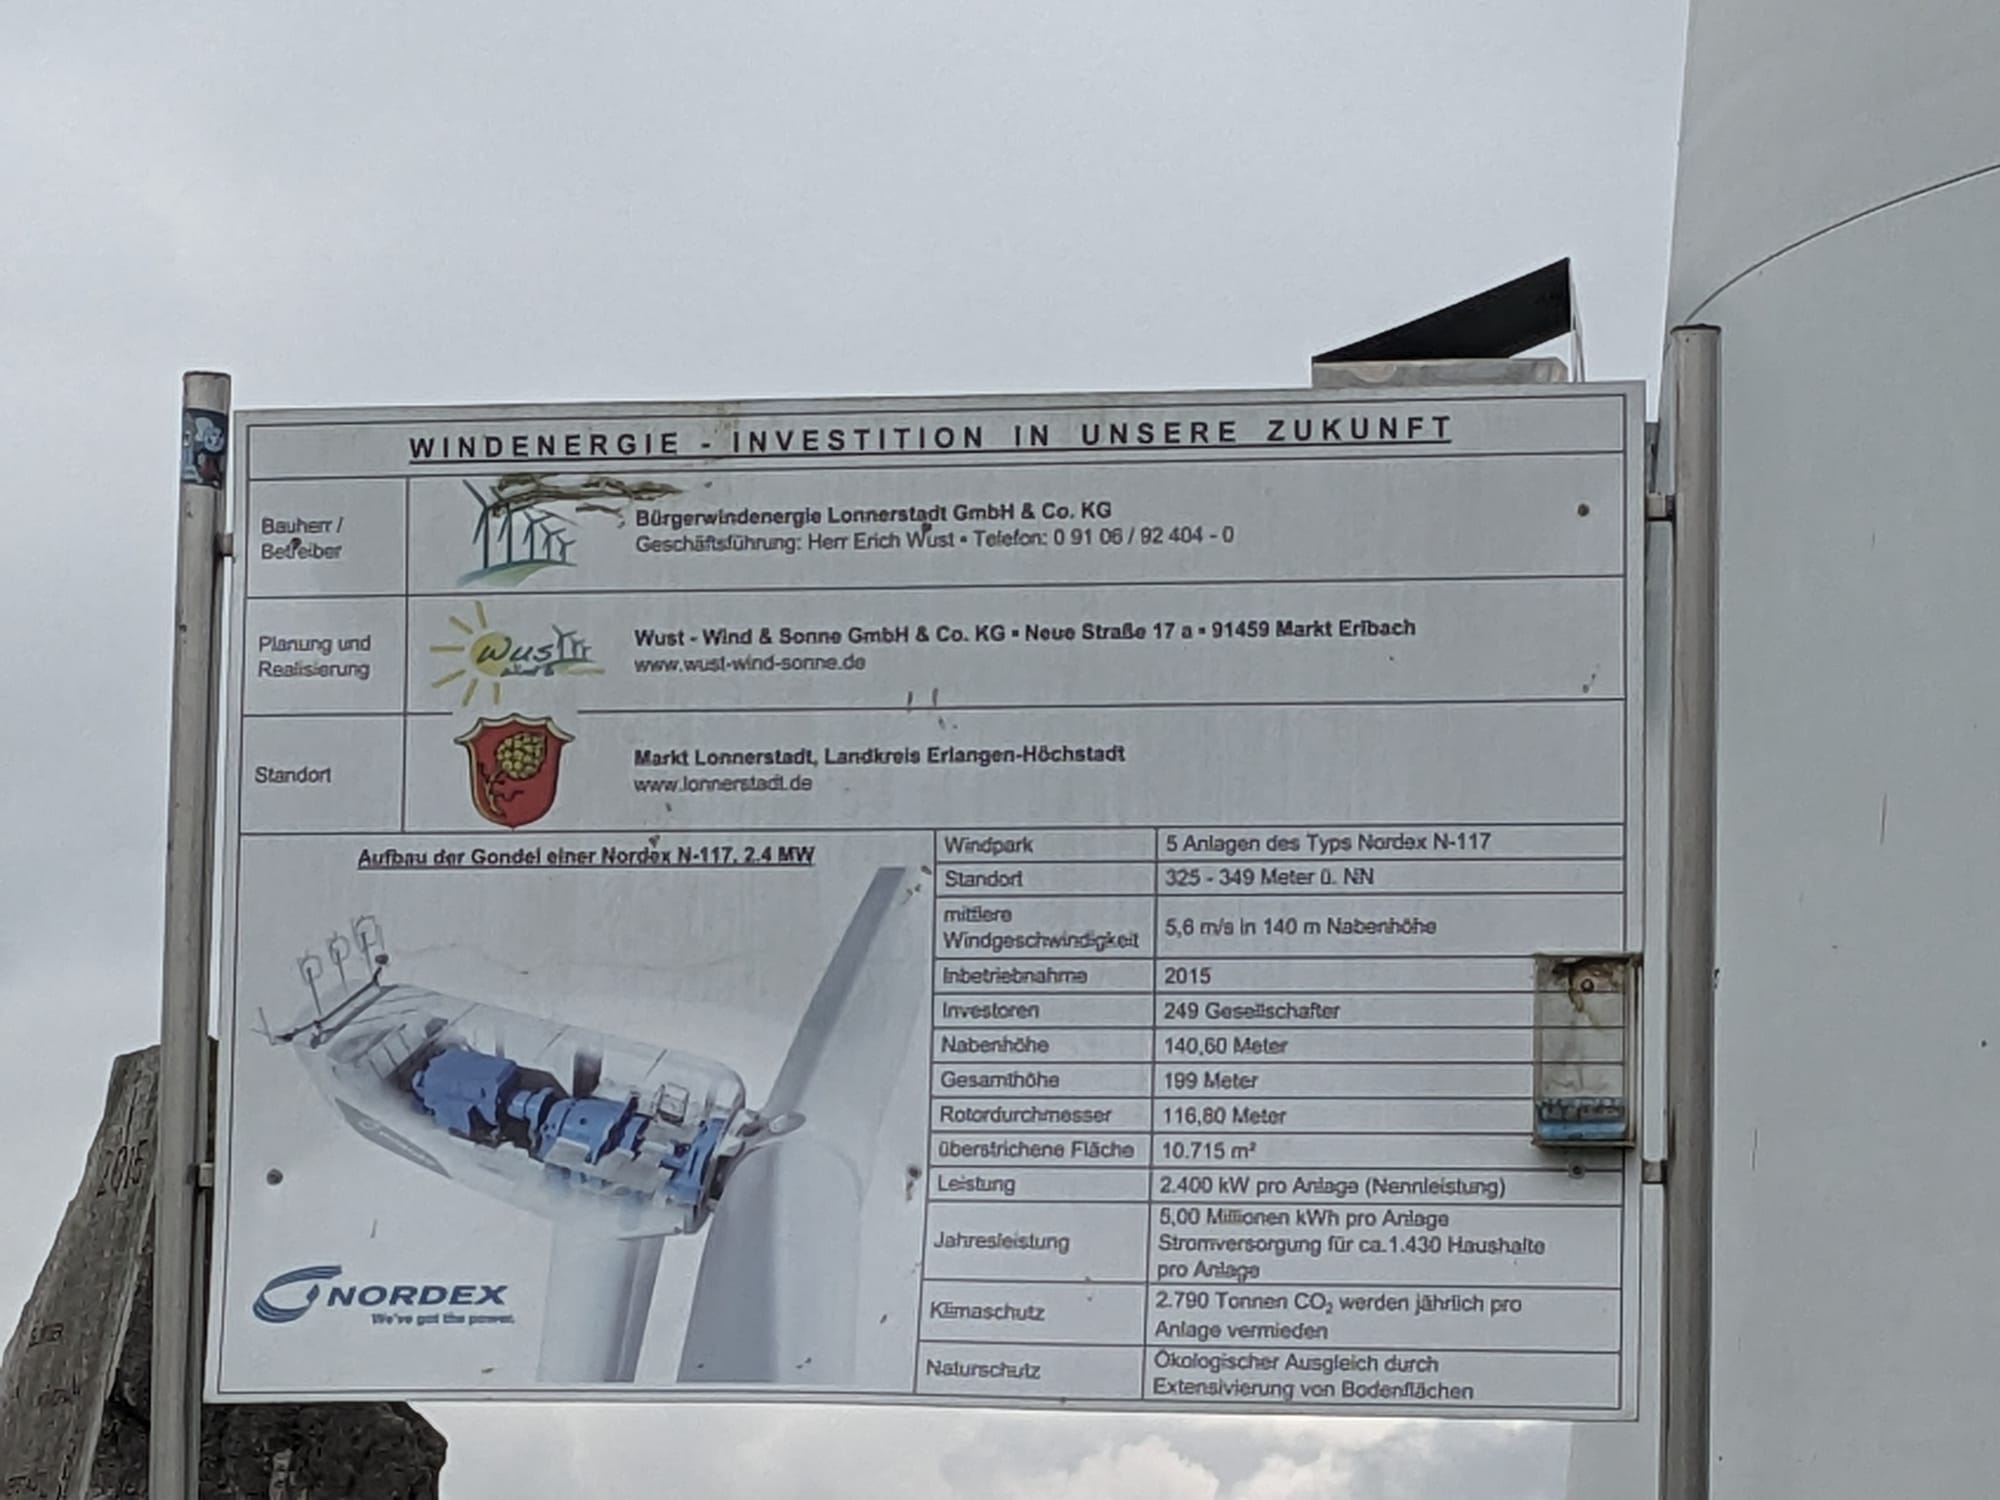 WINDENERGIE - INVESTITION IN UNSERE ZUKUNFT
Bauherr /
Betreiber
Bürgerwindenergie Lonnerstadt GmbH & Co. KG
Geschäftsführung: Herr Erich Wust • Telefon: 0 91 06 / 92 404 - 0
Planung und
Realisierung
Wust
Wust - Wind & Sonne GmbH & Co. KG ▪ Neue Straße 17 a ▪ 91459 Markt Erlbach
www.wust-wind-sonne.de
Standort
Markt Lonnerstadt, Landkreis Erlangen-Höchstadt
www.lonnerstadt.de
Aufbau der Gondel einer Nordex N-117, 2.4 MW
NORDEX
We've got the power.
Windpark 5 Anlagen des Typs Nordex N-117
Standort 325 - 349 Meter ü. NN
mittlere
Windgeschwindigkeit 5,6 m/s in 140 m Nabenhöhe
Inbetriebnahme 2015
Investoren 249 Gesellschafter
Nabenhöhe 140,60 Meter
Gesamthöhe 199 Meter
Rotordurchmesser 116,80 Meter
überstrichene Fläche 10.715 m²
Leistung 2.400 kW pro Anlage (Nennleistung)
Jahresleistung 5,00 Millionen kWh pro Anlage
Stromversorgung für ca.1.430 Haushalte
pro Anlage
Klimaschutz 2.790 Tonnen CO₂ werden jährlich pro
Anlage vermieden
Naturschutz Ökologischer Ausgleich durch
Extensivierung von Bodenflächen
2015